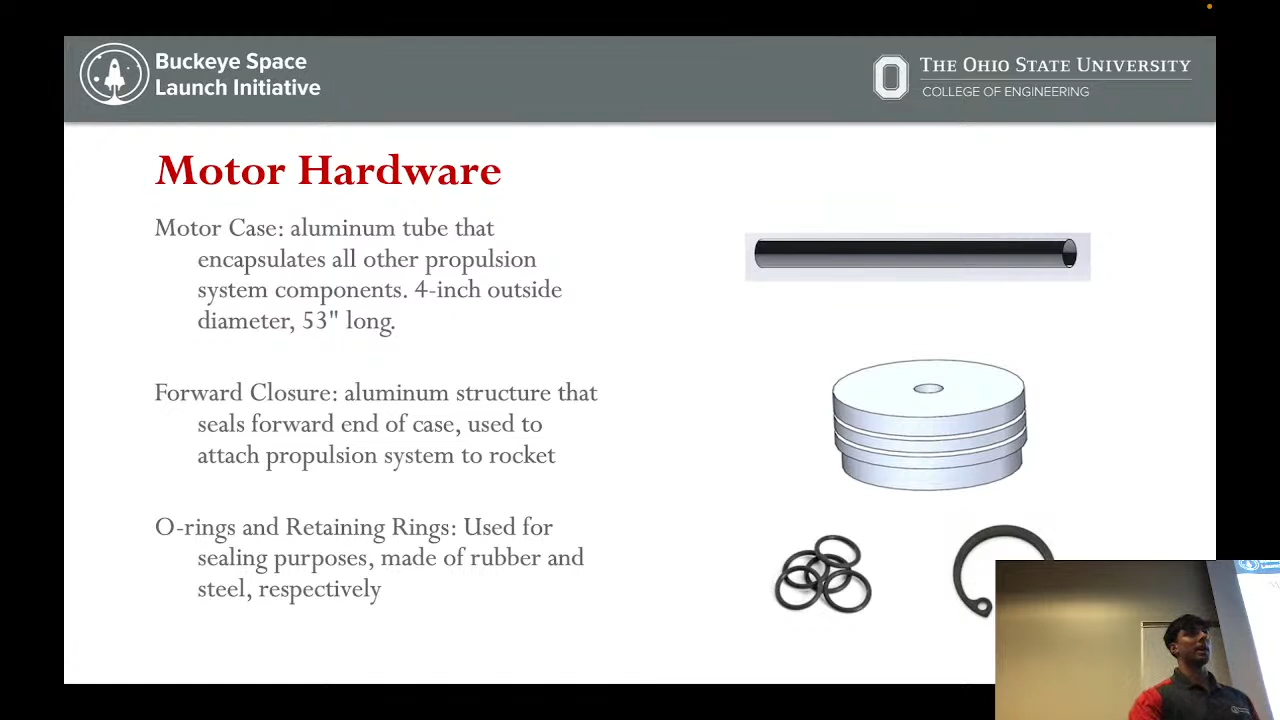 Buckeye Space
Launch Initiative
THE OHIO STATE UNIVERSITY
COLLEGE OF ENGINEERING
Motor Hardware
Motor Case: aluminum tube that
encapsulates all other propulsion
system components. 4-inch outside
diameter, 53" long.
Forward Closure: aluminum structure that
seals forward end of case, used to
attach propulsion system to rocket
O-rings and Retaining Rings: Used for
sealing purposes, made of rubber and
steel, respectively